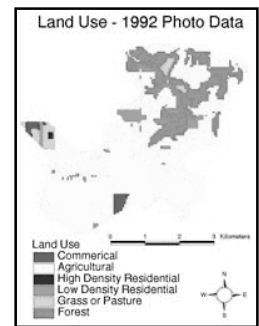 Land Use - 1992 Photo Data
Kilometers
0 1 2 3
Land Use
Commerical
Agricultural
High Density Residential
Low Density Residential
Grass or Pasture
Forest
N
W E
S